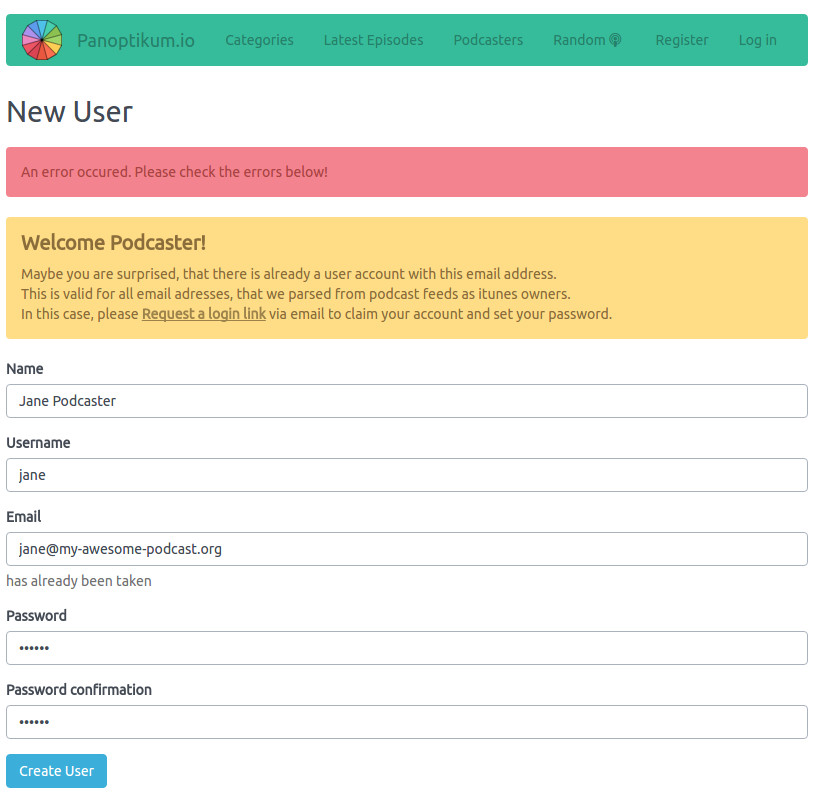 Panoptikum.io Categories Latest Episodes Podcasters Random Register Log in
New User
An error occured. Please check the errors below!
Welcome Podcaster!
Maybe you are surprised, that there is already a user account with this email address.
This is valid for all email adresses, that we parsed from podcast feeds as itunes owners.
In this case, please Request a login link via email to claim your account and set your password.
Name
Jane Podcaster
Username
jane
Email
jane@my-awesome-podcast.org
has already been taken
Password
••••••
Password confirmation
••••••
Create User